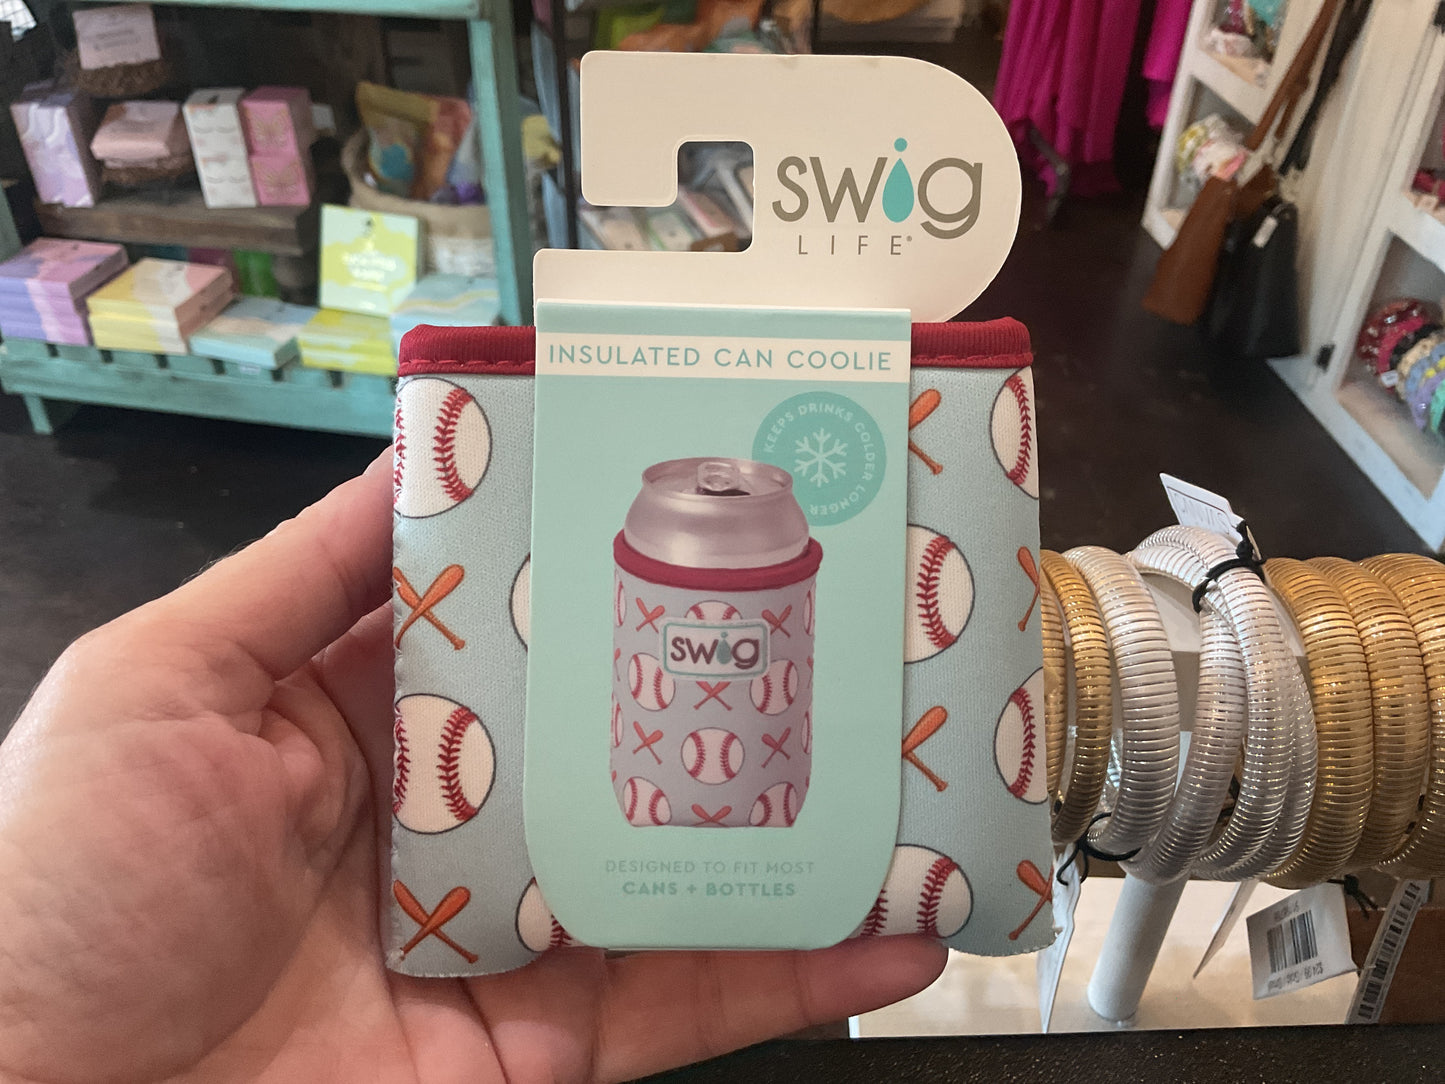 swig
LIFE®
INSULATED CAN COOLIE
KEEPS DRINKS COLDER LONGER
swig
DESIGNED TO FIT MOST
CANS + BOTTLES